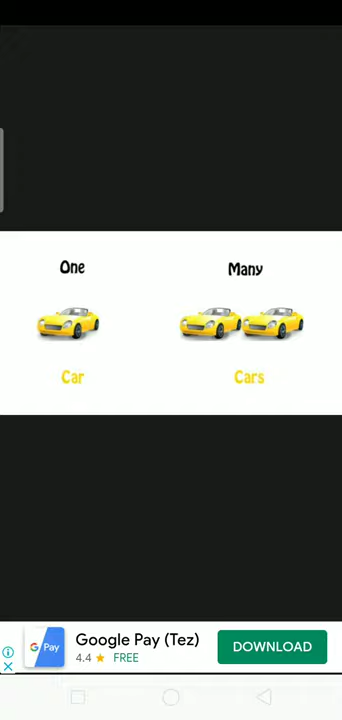 One
Many
Car
Cars
G Pay
Google Pay (Tez)
4.4 ★ FREE
DOWNLOAD